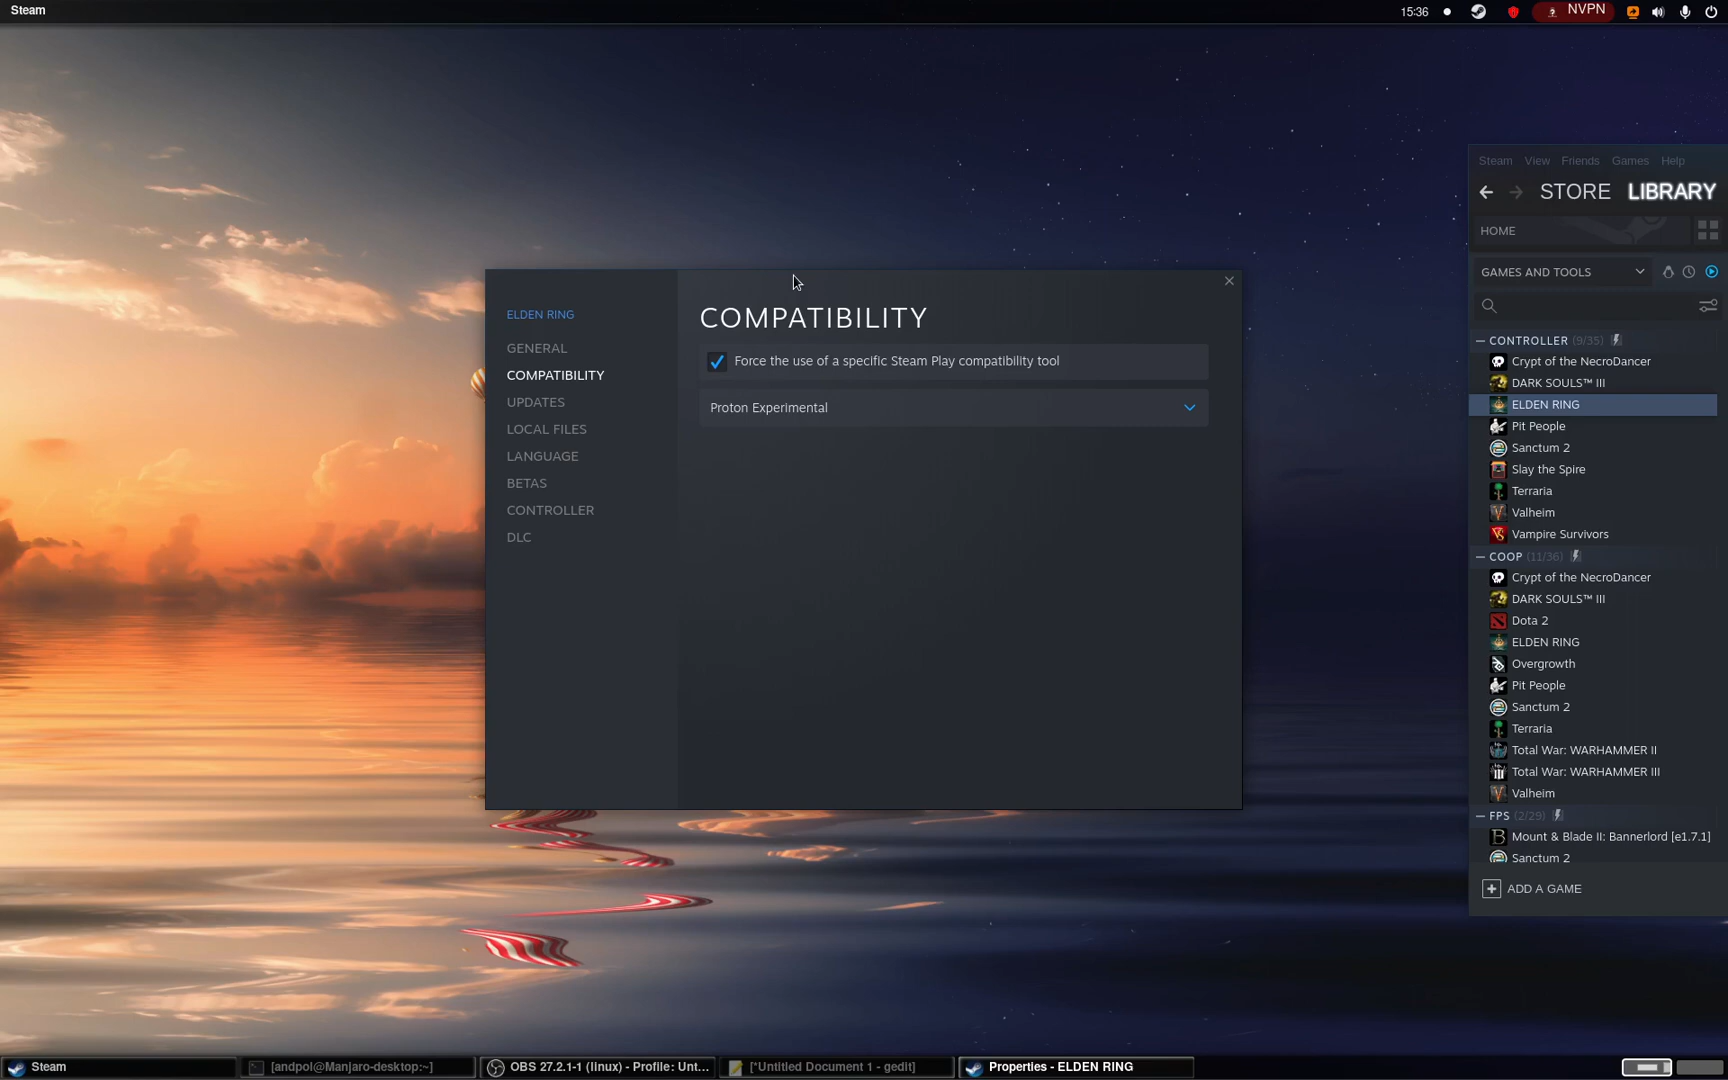 Steam
15:36
NVPN
Steam View Friends Games Help
STORE LIBRARY
HOME
GAMES AND TOOLS
CONTROLLER (9/35)
Crypt of the NecroDancer
DARK SOULS™ III
ELDEN RING
Pit People
Sanctum 2
Slay the Spire
Terraria
Valheim
Vampire Survivors
COOP (11/36)
Crypt of the NecroDancer
DARK SOULS™ III
Dota 2
ELDEN RING
Overgrowth
Pit People
Sanctum 2
Terraria
Total War: WARHAMMER II
Total War: WARHAMMER III
Valheim
FPS (2/29)
Mount & Blade II: Bannerlord [e1.7.1]
Sanctum 2
ADD A GAME
ELDEN RING
GENERAL
COMPATIBILITY
UPDATES
LOCAL FILES
LANGUAGE
BETAS
CONTROLLER
DLC
COMPATIBILITY
Force the use of a specific Steam Play compatibility tool
Proton Experimental
Steam
[andpol@Manjaro-desktop:~]
OBS 27.2.1-1 (linux) - Profile: Unt...
[*Untitled Document 1 - gedit]
Properties - ELDEN RING